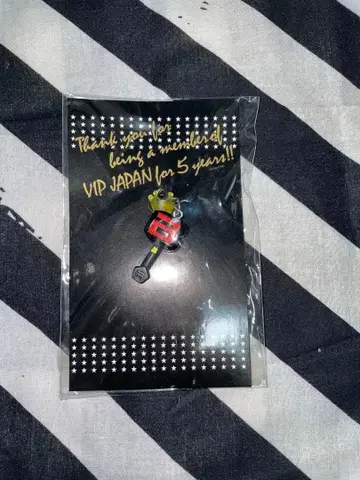 Thank you for
being a member of
VIP JAPAN for 5 years!!